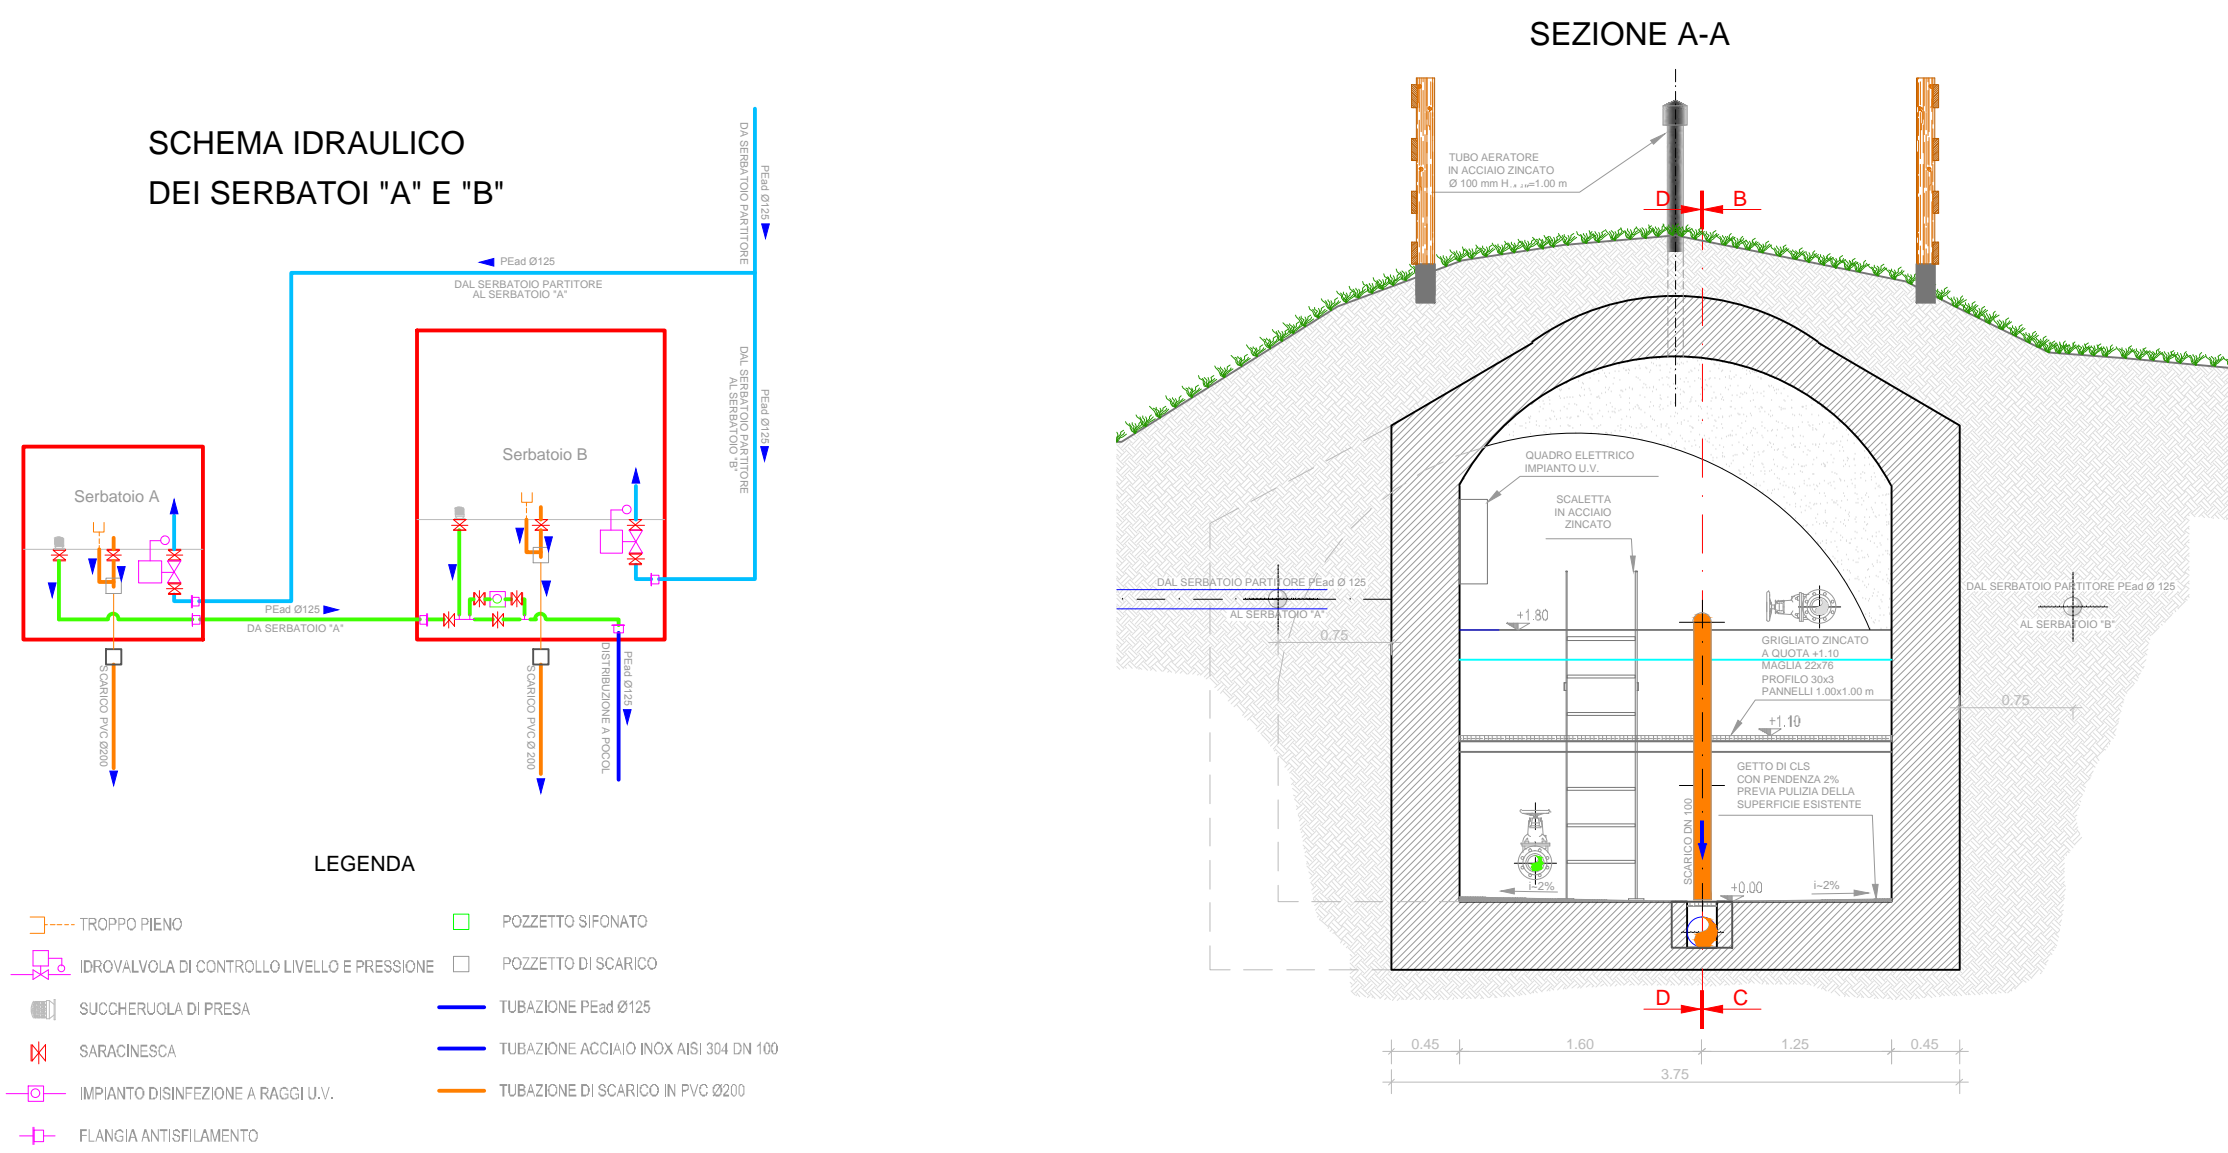 SEZIONE A-A
SCHEMA IDRAULICO
DEI SERBATOI "A" E "B"
DA SERBATOIO PARTITORE
PEad Ø125
PEad Ø125
DAL SERBATOIO PARTITORE
AL SERBATOIO "A"
DAL SERBATOIO PARTITORE
AL SERBATOIO "B"
PEad Ø125
Serbatoio A
Serbatoio B
PEad Ø125
DA SERBATOIO "A"
SCARICO PVC Ø200
SCARICO PVC Ø 200
DISTRIBUZIONE A POCOL
PEad Ø125
LEGENDA
TROPPO PIENO
IDROVALVOLA DI CONTROLLO LIVELLO E PRESSIONE
SUCCHERUOLA DI PRESA
SARACINESCA
IMPIANTO DISINFEZIONE A RAGGI U.V.
FLANGIA ANTISFILAMENTO
POZZETTO SIFONATO
POZZETTO DI SCARICO
TUBAZIONE PEad Ø125
TUBAZIONE ACCIAIO INOX AISI 304 DN 100
TUBAZIONE DI SCARICO IN PVC Ø200
TUBO AERATORE
IN ACCIAIO ZINCATO
Ø 100 mm H =1.00 m
D B
QUADRO ELETTRICO
IMPIANTO U.V.
SCALETTA
IN ACCIAIO
ZINCATO
DAL SERBATOIO PARTITORE PEad Ø 125
AL SERBATOIO "A"
0.75
DAL SERBATOIO PARTITORE PEad Ø 125
AL SERBATOIO "B"
0.75
+1.80
GRIGLIATO ZINCATO
A QUOTA +1.10
MAGLIA 22x76
PROFILO 30x3
PANNELLI 1.00x1.00 m
+1.10
GETTO DI CLS
CON PENDENZA 2%
PREVIA PULIZIA DELLA
SUPERFICIE ESISTENTE
SCARICO DN 100
i~2%
+0.00
i~2%
D C
0.45 1.60 1.25 0.45
3.75